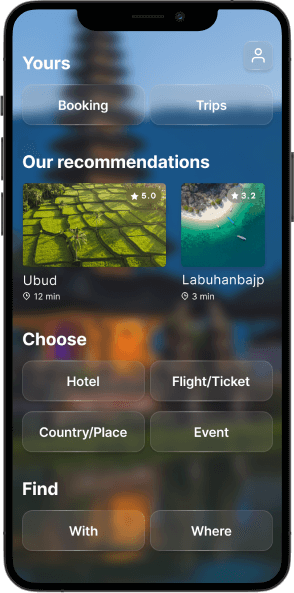 Yours
Booking Trips
Our recommendations
5.0 3.2
Ubud Labuhanbajp
12 min 3 min
Choose
Hotel Flight/Ticket
Country/Place Event
Find
With Where